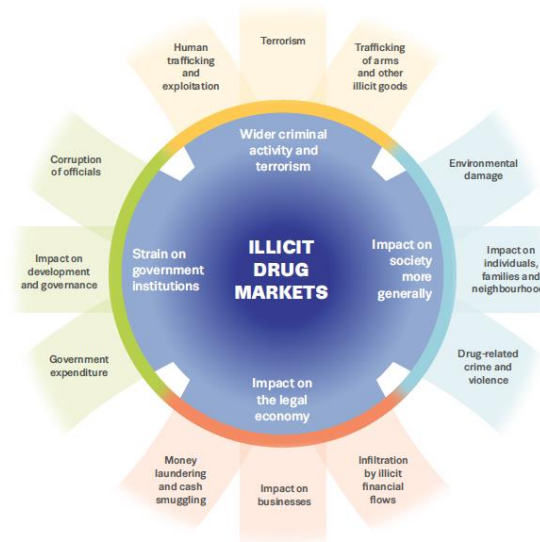 Human
trafficking
and
exploitation
Terrorism
Trafficking
of arms
and other
illicit goods
Wider criminal
activity and
terrorism
Corruption
of officials
Environmental
damage
Impact on
development
and governance
Strain on
government
institutions
ILLICIT
DRUG
MARKETS
Impact on
society
more
generally
Impact on
individuals,
families and
neighbourhood
Government
expenditure
Drug-related
crime and
violence
Impact on
the legal
economy
Money
laundering
and cash
smuggling
Impact on
businesses
Infiltration
by illicit
financial
flows